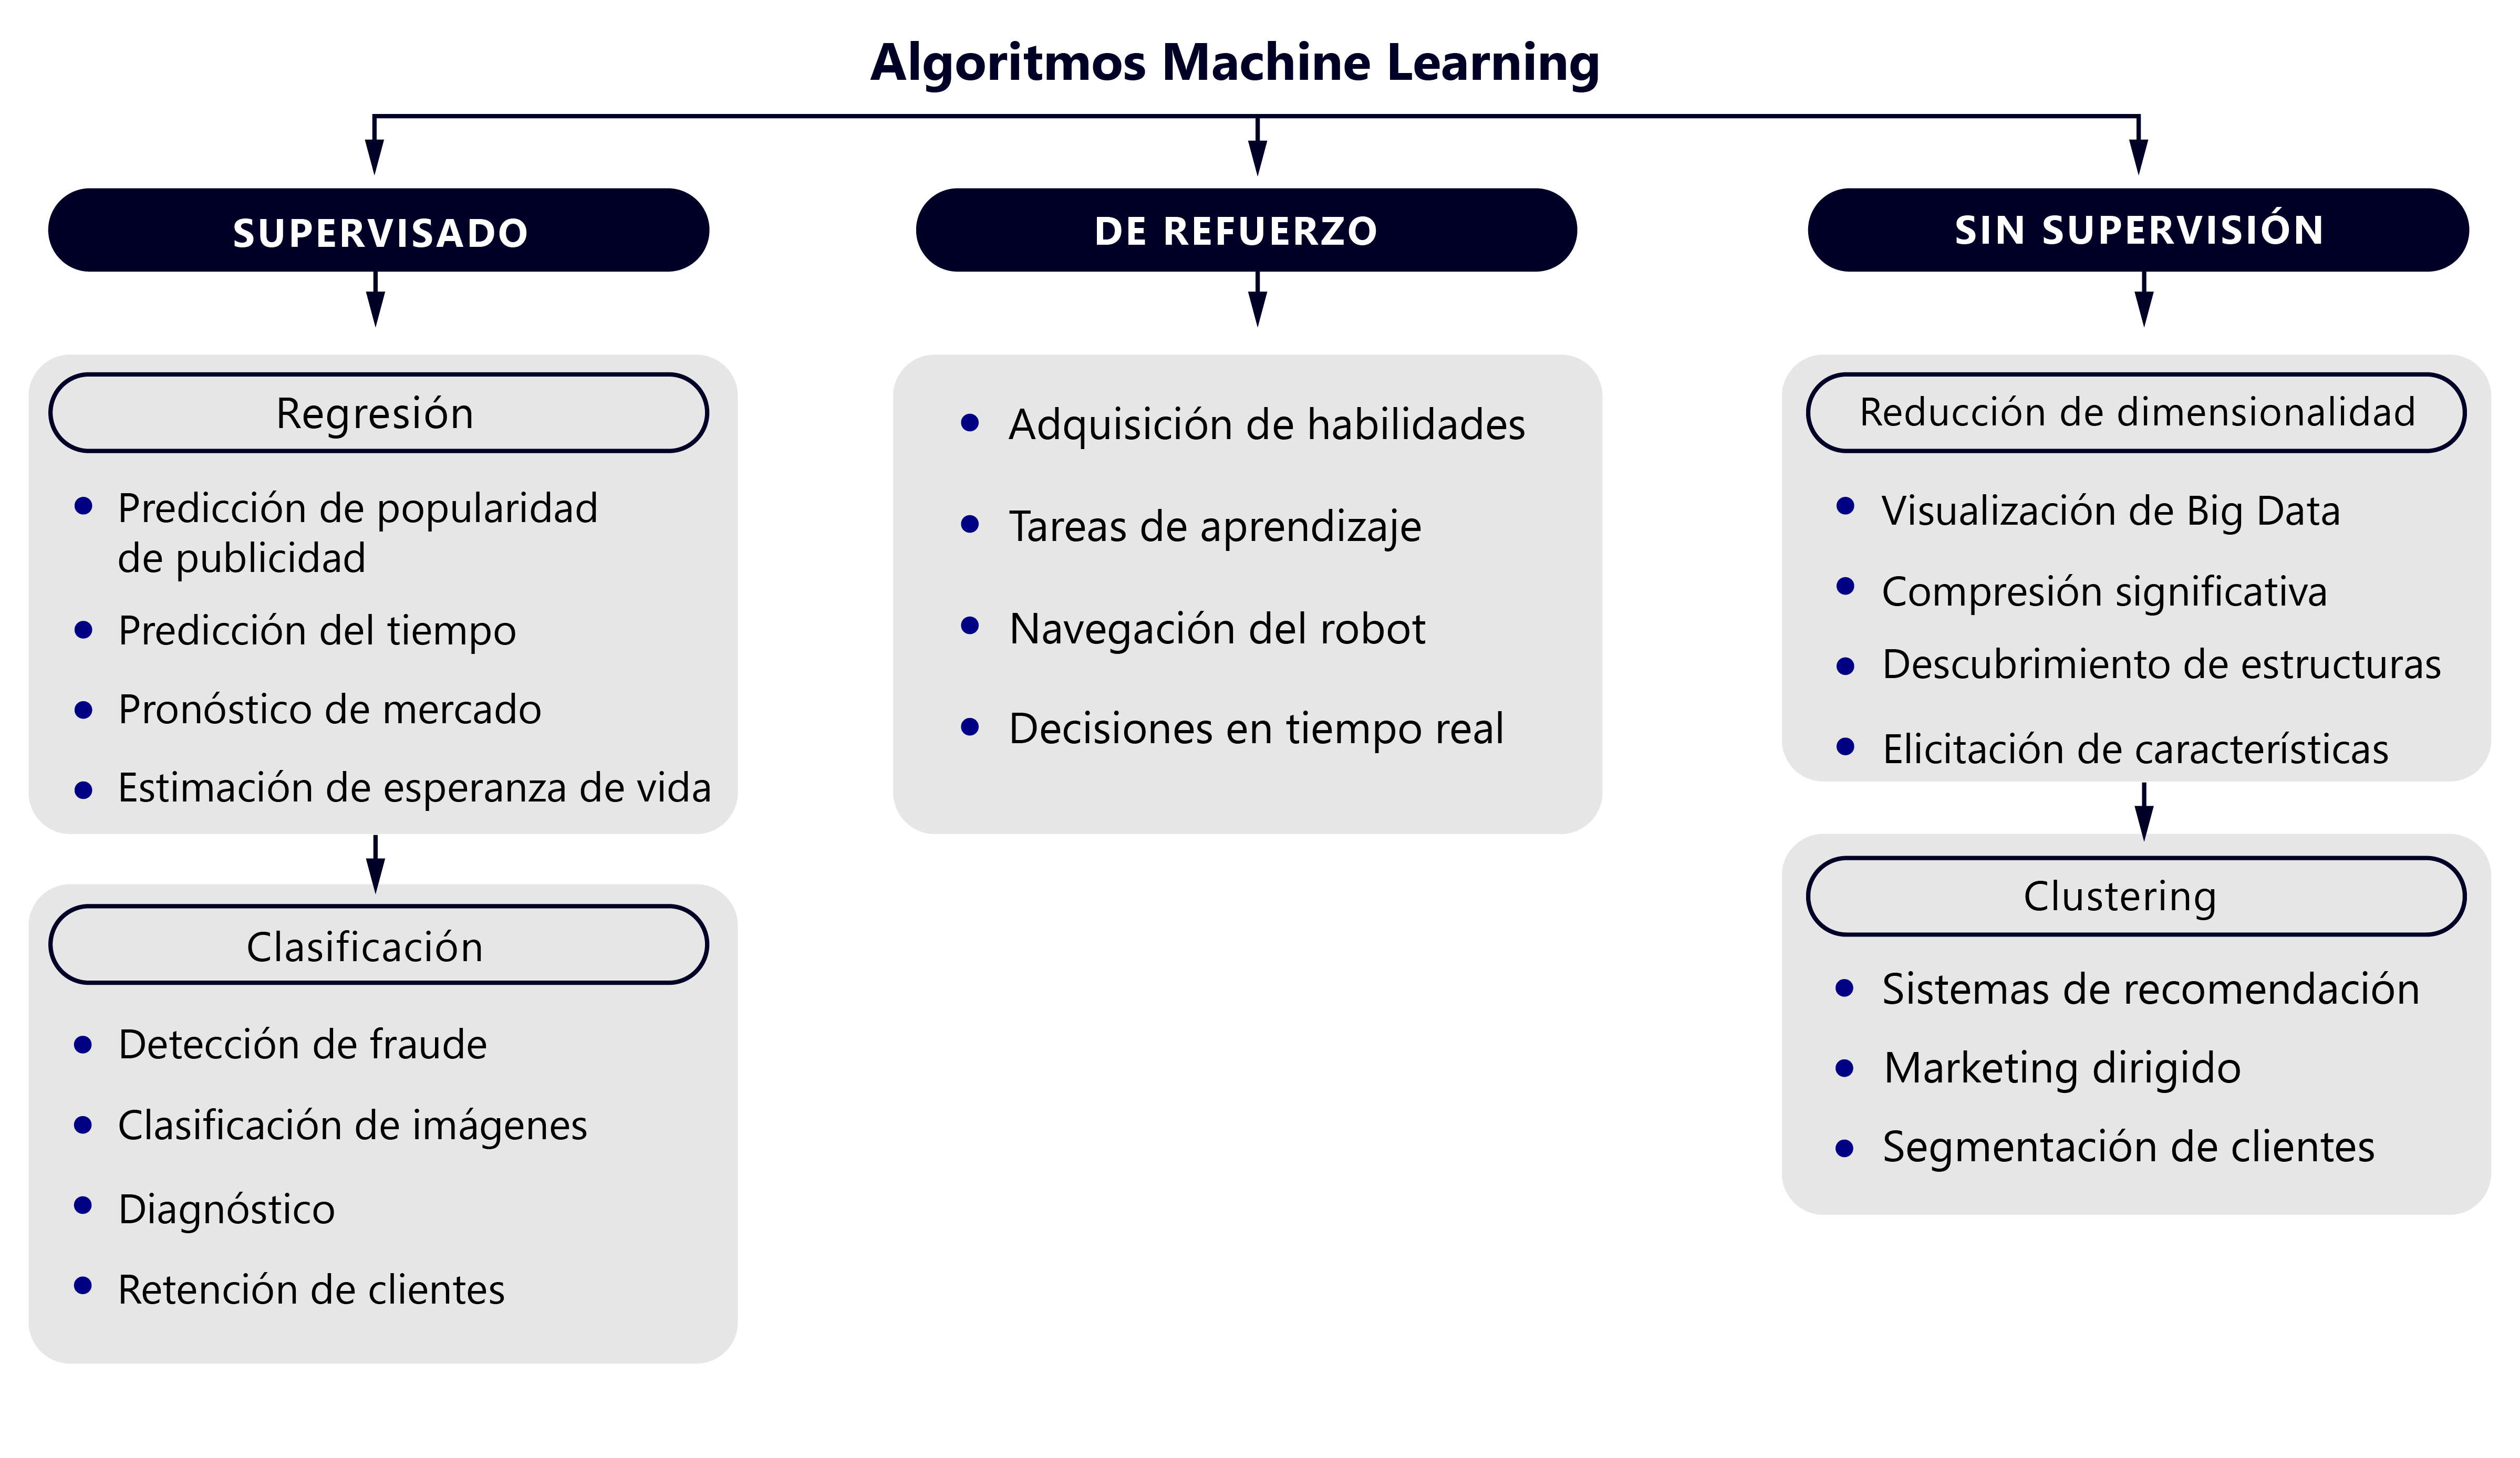 Algoritmos Machine Learning
SUPERVISADO
Regresión
Predicción de popularidad
de publicidad
Predicción del tiempo
Pronóstico de mercado
Estimación de esperanza de vida
Clasificación
Detección de fraude
Clasificación de imágenes
Diagnóstico
Retención de clientes
DE REFUERZO
Adquisición de habilidades
Tareas de aprendizaje
Navegación del robot
Decisiones en tiempo real
SIN SUPERVISIÓN
Reducción de dimensionalidad
Visualización de Big Data
Compresión significativa
Descubrimiento de estructuras
Elicitación de características
Clustering
Sistemas de recomendación
Marketing dirigido
Segmentación de clientes